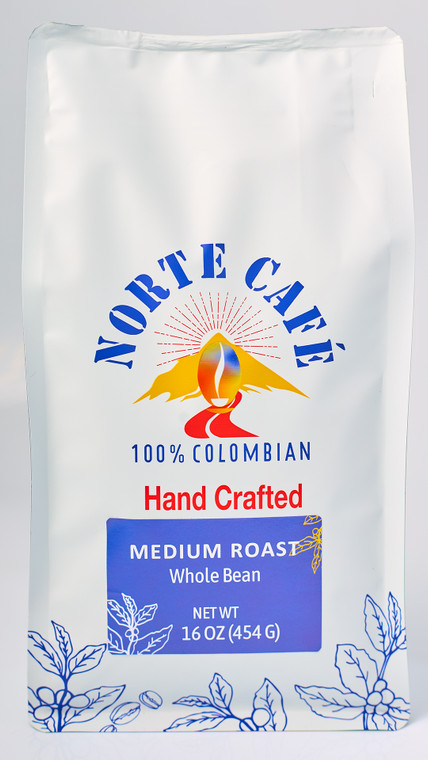 NORTE CAFÉ
100% COLOMBIAN
Hand Crafted
MEDIUM ROAST
Whole Bean
NET WT
16 OZ (454 G)